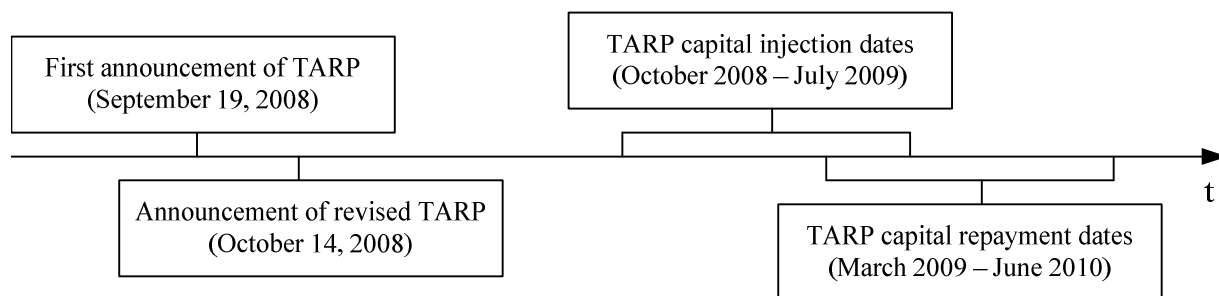 First announcement of TARP
(September 19, 2008)
TARP capital injection dates
(October 2008 – July 2009)
t
Announcement of revised TARP
(October 14, 2008)
TARP capital repayment dates
(March 2009 – June 2010)